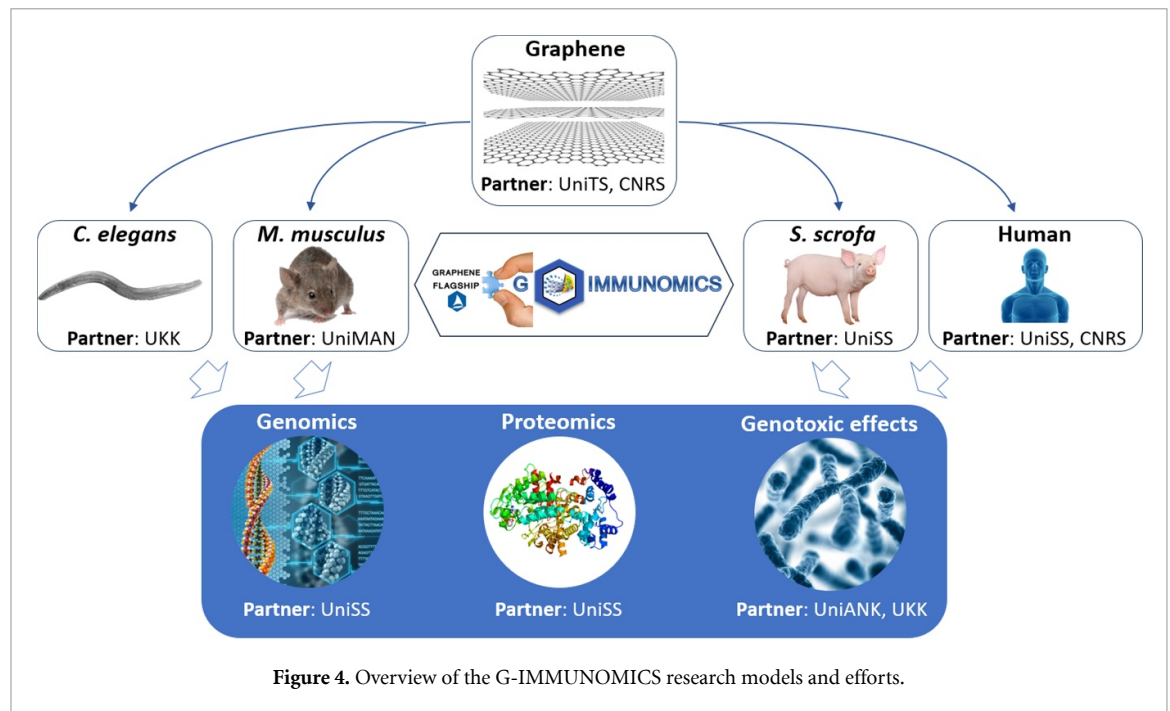 Graphene
Partner: UniTS, CNRS
C. elegans
Partner: UKK
M. musculus
Partner: UniMAN
GRAPHENE
FLAGSHIP
G
IMMUNOMICS
S. scrofa
Partner: UniSS
Human
Partner: UniSS, CNRS
Genomics
Partner: UniSS
Proteomics
Partner: UniSS
Genotoxic effects
Partner: UniANK, UKK
Figure 4. Overview of the G-IMMUNOMICS research models and efforts.